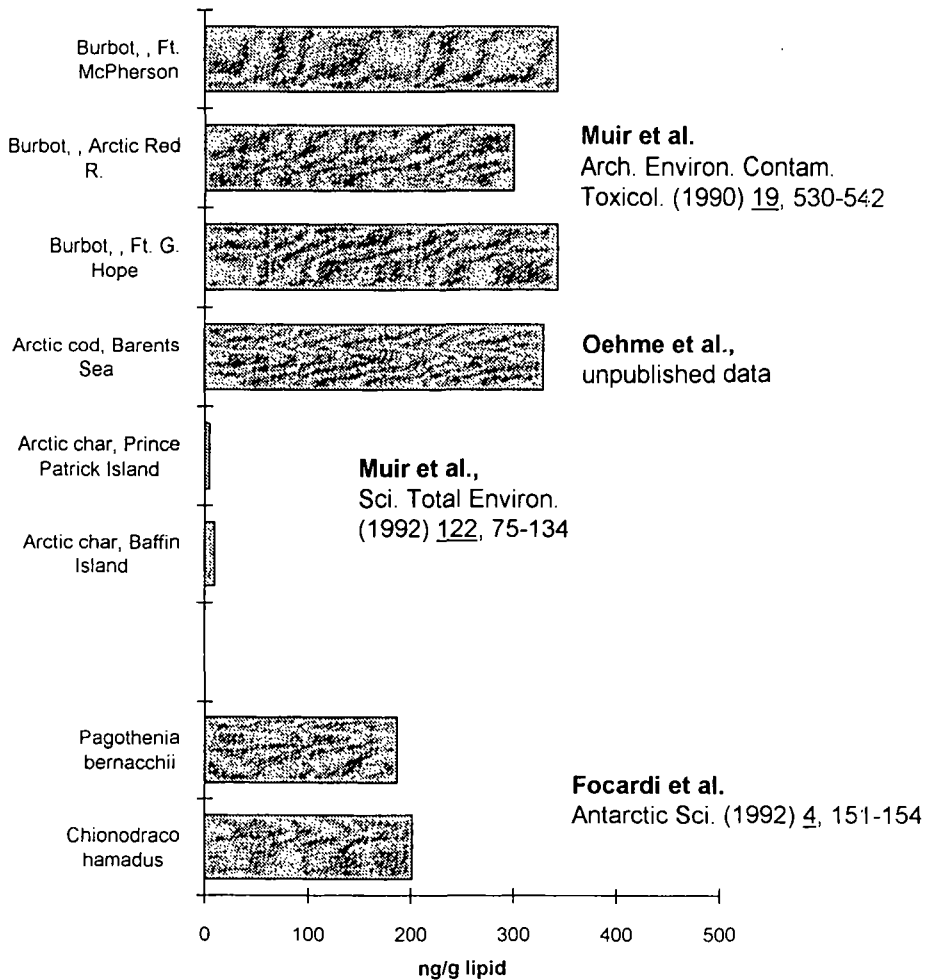 Burbot, , Ft.
McPherson
Burbot, , Arctic Red
R.
Muir et al.
Arch. Environ. Contam.
Toxicol. (1990) 19, 530-542
Burbot, , Ft. G.
Hope
Arctic cod, Barents
Sea
Oehme et al.,
unpublished data
Arctic char, Prince
Patrick Island
Muir et al.,
Sci. Total Environ.
(1992) 122, 75-134
Arctic char, Baffin
Island
Pagothenia
bernacchii
Focardi et al.
Antarctic Sci. (1992) 4, 151-154
Chionodraco
hamadus
0 100 200 300 400 500
ng/g lipid